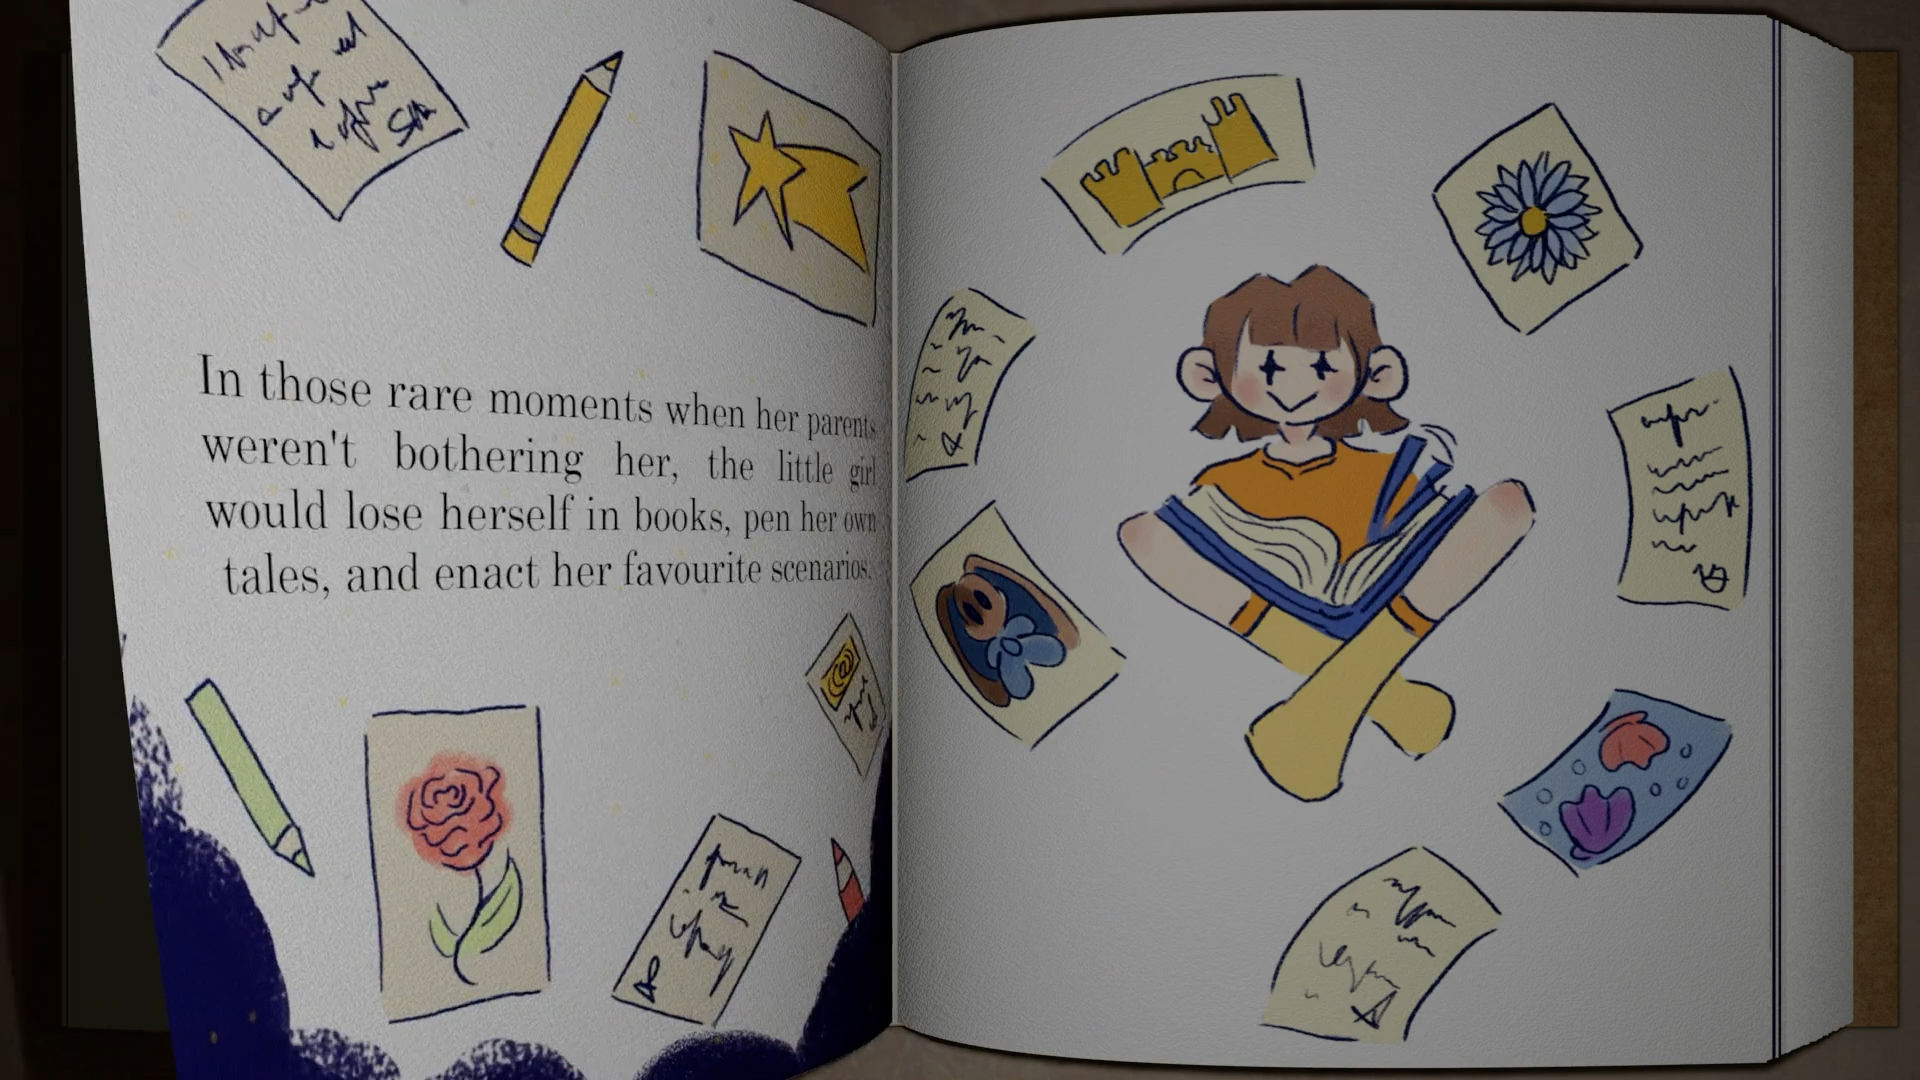 In those rare moments when her parents
weren't bothering her, the little girl
would lose herself in books, pen her own
tales, and enact her favourite scenarios.